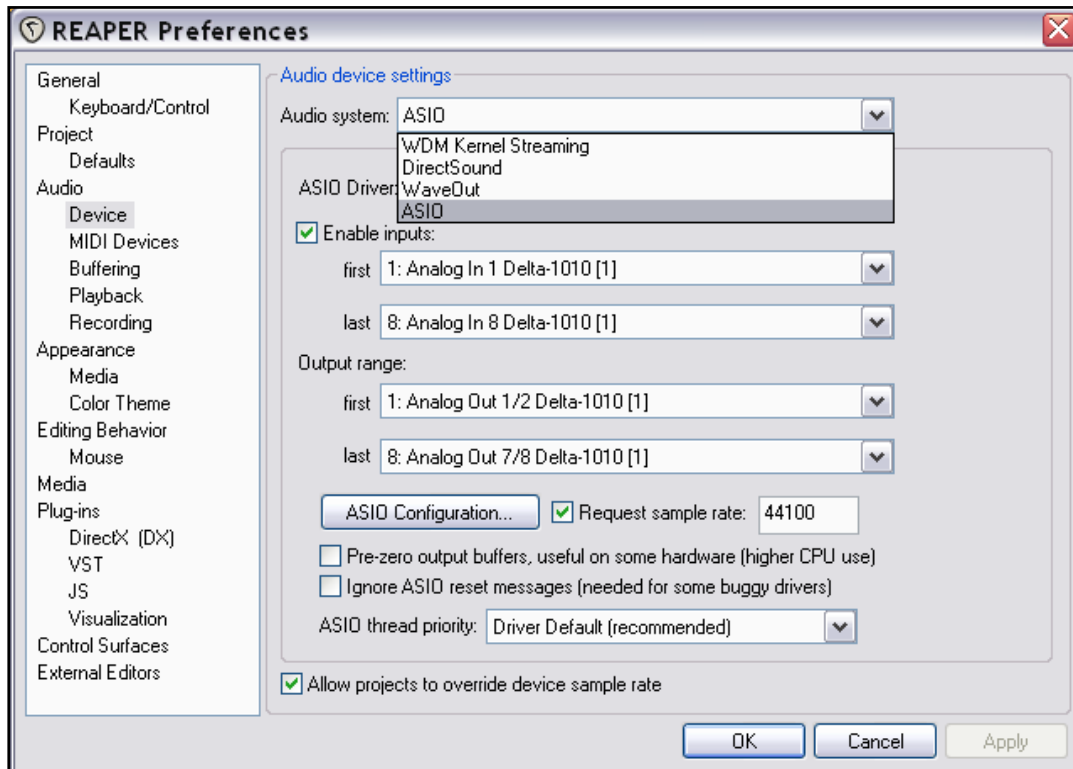 REAPER Preferences
General
Keyboard/Control
Project
Defaults
Audio
Device
MIDI Devices
Buffering
Playback
Recording
Appearance
Media
Color Theme
Editing Behavior
Mouse
Media
Plug-ins
DirectX (DX)
VST
JS
Visualization
Control Surfaces
External Editors
Audio device settings
Audio system: ASIO
WDM Kernel Streaming
DirectSound
WaveOut
ASIO
ASIO Driver:
Enable inputs:
first 1: Analog In 1 Delta-1010 [1]
last 8: Analog In 8 Delta-1010 [1]
Output range:
first 1: Analog Out 1/2 Delta-1010 [1]
last 8: Analog Out 7/8 Delta-1010 [1]
ASIO Configuration... Request sample rate: 44100
Pre-zero output buffers, useful on some hardware (higher CPU use)
Ignore ASIO reset messages (needed for some buggy drivers)
ASIO thread priority: Driver Default (recommended)
Allow projects to override device sample rate
OK Cancel Apply